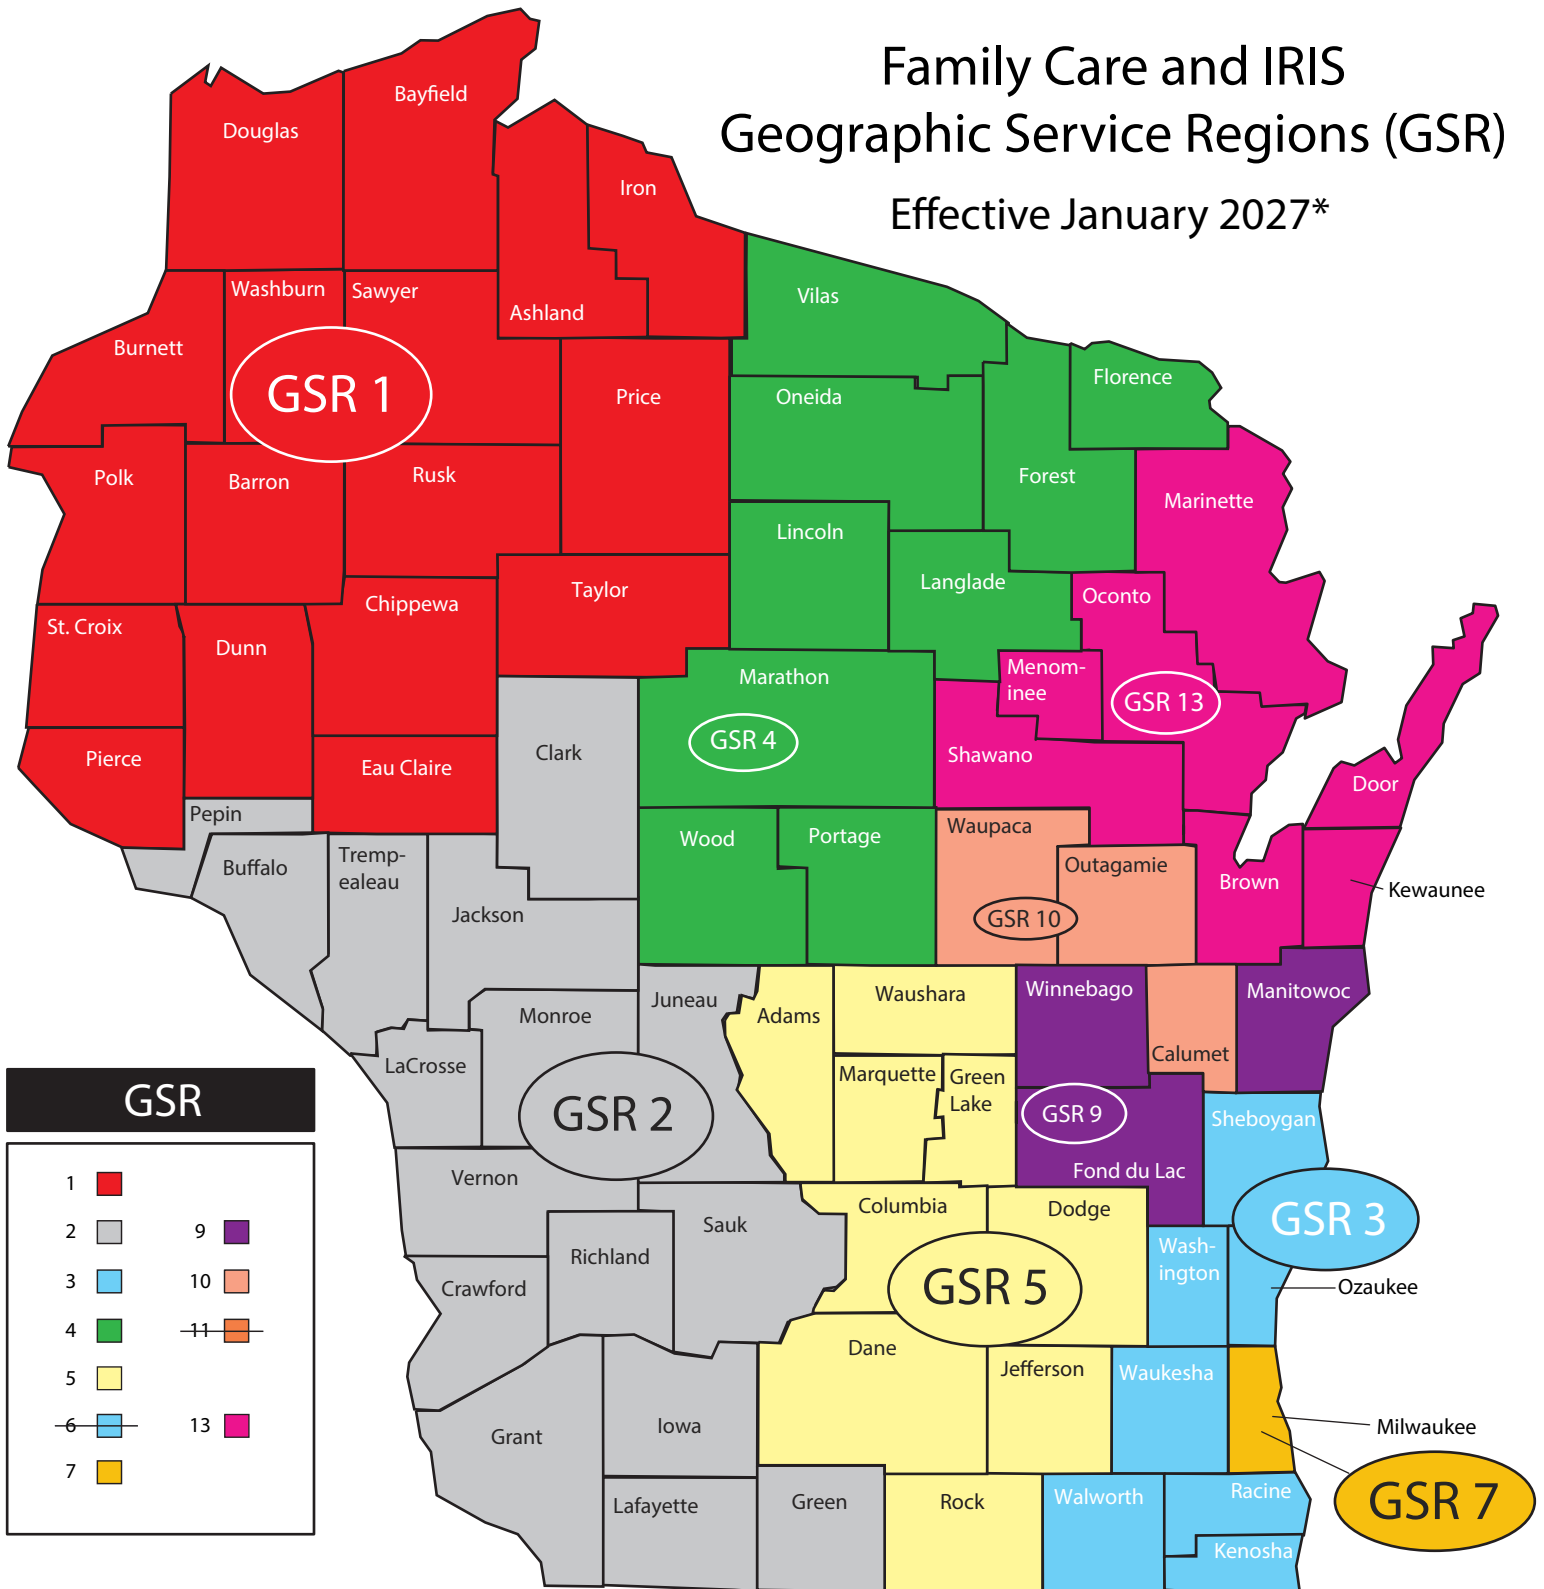 Family Care and IRIS
Geographic Service Regions (GSR)
Effective January 2027*
Bayfield
Douglas
Iron
Washburn
Sawyer
Ashland
Vilas
Burnett
GSR 1
Price
Oneida
Florence
Polk
Barron
Rusk
Forest
Marinette
Lincoln
Langlade
Taylor
Chippewa
Oconto
St. Croix
Dunn
Menom-
inee
Marathon
GSR 13
GSR 4
Clark
Shawano
Pierce
Eau Claire
Door
Pepin
Waupaca
Wood
Portage
Tremp-
ealeau
Buffalo
Outagamie
Brown
Kewaunee
Jackson
GSR 10
Winnebago
Manitowoc
Waushara
Juneau
Adams
Monroe
Calumet
LaCrosse
Marquette
Green
Lake
GSR 2
GSR 9
Sheboygan
Fond du Lac
Vernon
Columbia
Dodge
Sauk
GSR 3
Wash-
ington
Richland
Crawford
GSR 5
Ozaukee
Dane
Jefferson
Waukesha
Milwaukee
Iowa
Grant
GSR 7
Racine
Lafayette
Green
Rock
Walworth
Kenosha
GSR
1
2
9
3
10
4
11
5
6
13
7